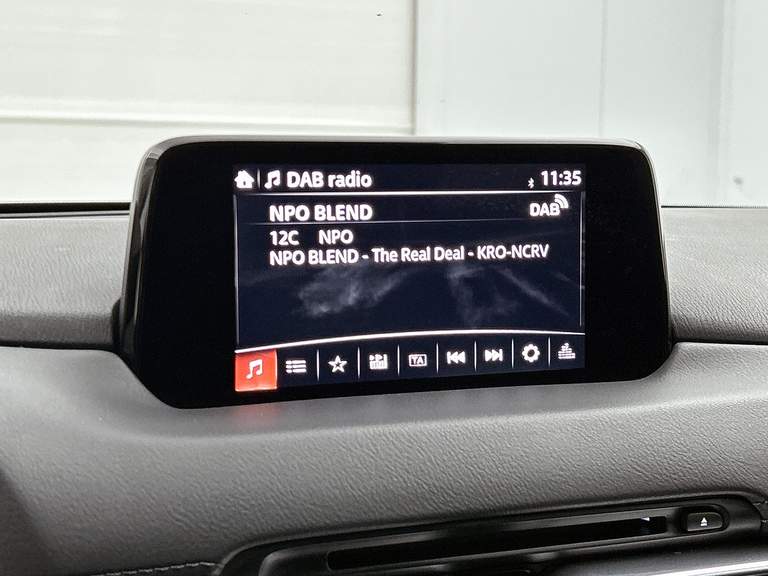 DAB radio 11:35
NPO BLEND DAB
12C NPO
NPO BLEND - The Real Deal - KRO-NCRV
TA